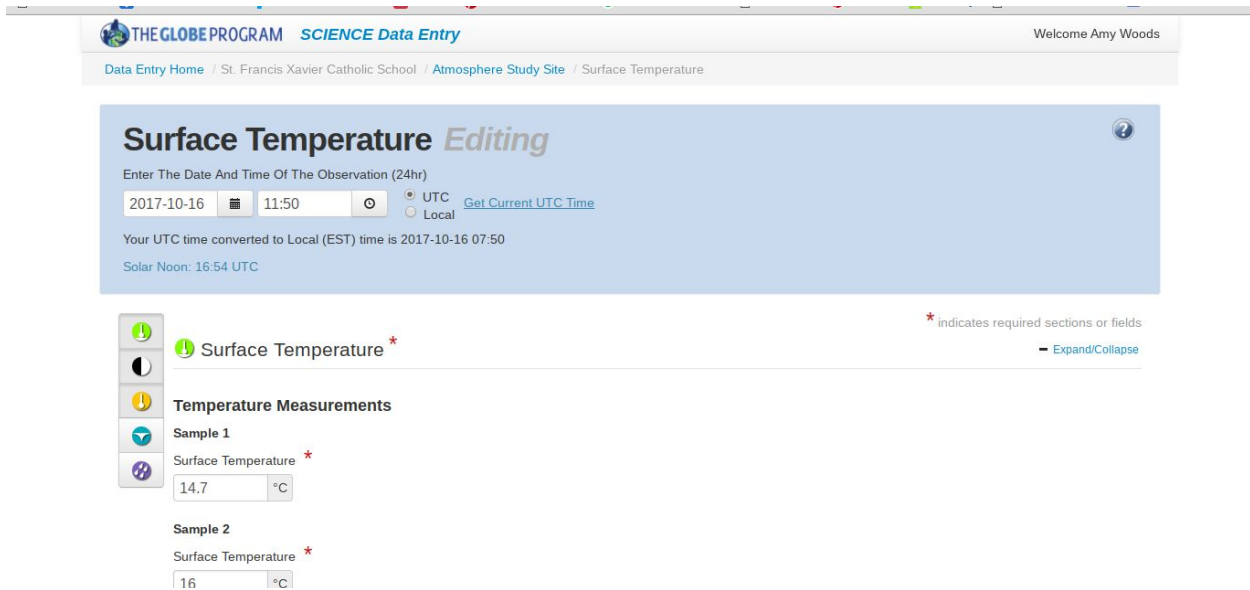 THE GLOBE PROGRAM SCIENCE Data Entry Welcome Amy Woods
Data Entry Home / St. Francis Xavier Catholic School / Atmosphere Study Site / Surface Temperature
Surface Temperature Editing
Enter The Date And Time Of The Observation (24hr)
2017-10-16 11:50 UTC Get Current UTC Time
Local
Your UTC time converted to Local (EST) time is 2017-10-16 07:50
Solar Noon: 16:54 UTC
* indicates required sections or fields
Surface Temperature *
Expand/Collapse
Temperature Measurements
Sample 1
Surface Temperature *
14.7 °C
Sample 2
Surface Temperature *
16 °C